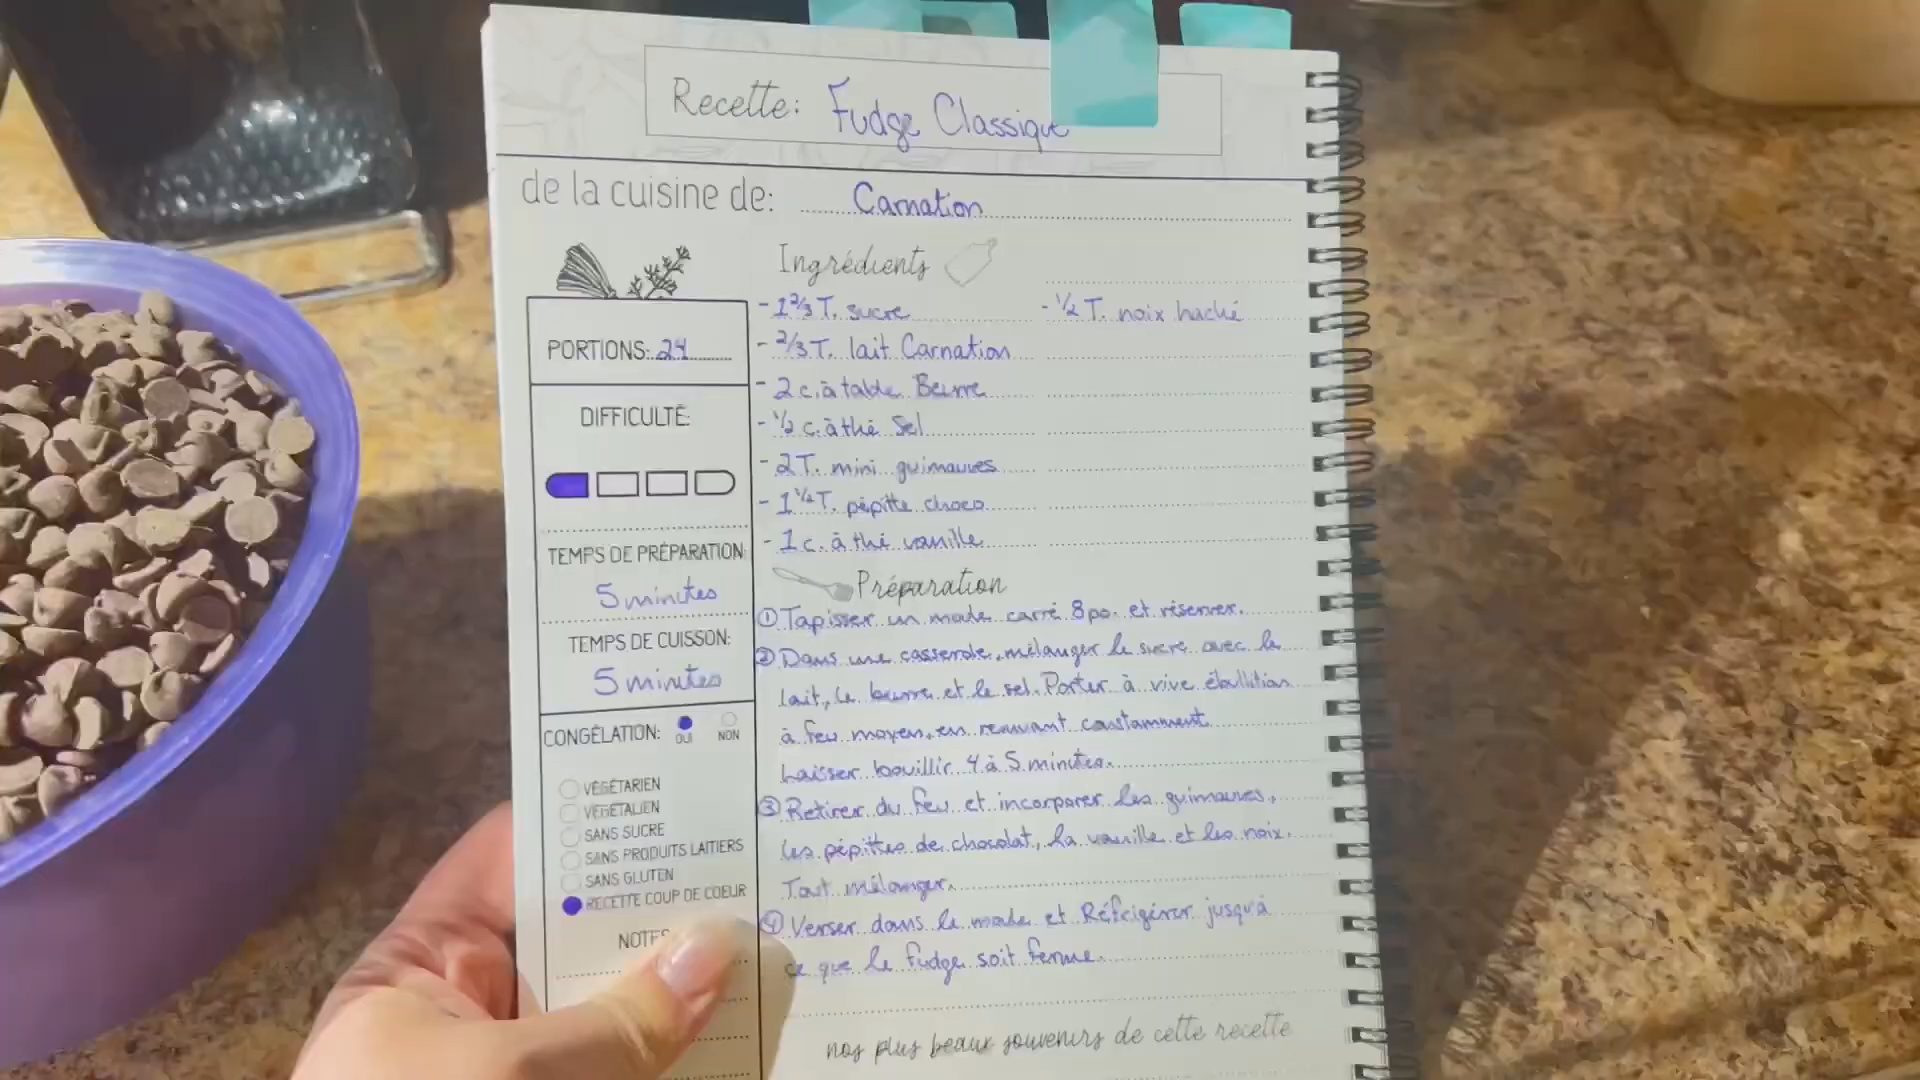 Recette: Fudge Classique
de la cuisine de: Carnation
Ingrédients
- 1 2/3 T. sucre
- 2/3 T. lait Carnation
- 2 c. à table Beurre
- 1/2 c. à thé Sel
- 2 T. mini guimauves
- 1 1/2 T. pépitte choco
- 1 c. à thé vanille
- 1/2 T. noix haché
PORTIONS: 24
DIFFICULTÉ:
TEMPS DE PRÉPARATION:
5 minutes
TEMPS DE CUISSON:
5 minutes
CONGÉLATION: OUI NON
VÉGÉTARIEN
VÉGÉTALIEN
SANS SUCRE
SANS PRODUITS LAITIERS
SANS GLUTEN
RECETTE COUP DE COEUR
NOTES
Préparation
① Tapisser un moule carré 8 po. et réserver.
② Dans une casserole, mélanger le sucre avec le
lait, le beurre et le sel. Porter à vive ébullition
à feu moyen, en remuant constamment.
Laisser bouillir 4 à 5 minutes.
③ Retirer du feu et incorporer les guimauves,
les pépittes de chocolat, la vanille et les noix.
Tout mélanger.
④ Verser dans le moule et Réfrigérer jusqu'à
ce que le fudge soit ferme.
nos plus beaux souvenirs de cette recette